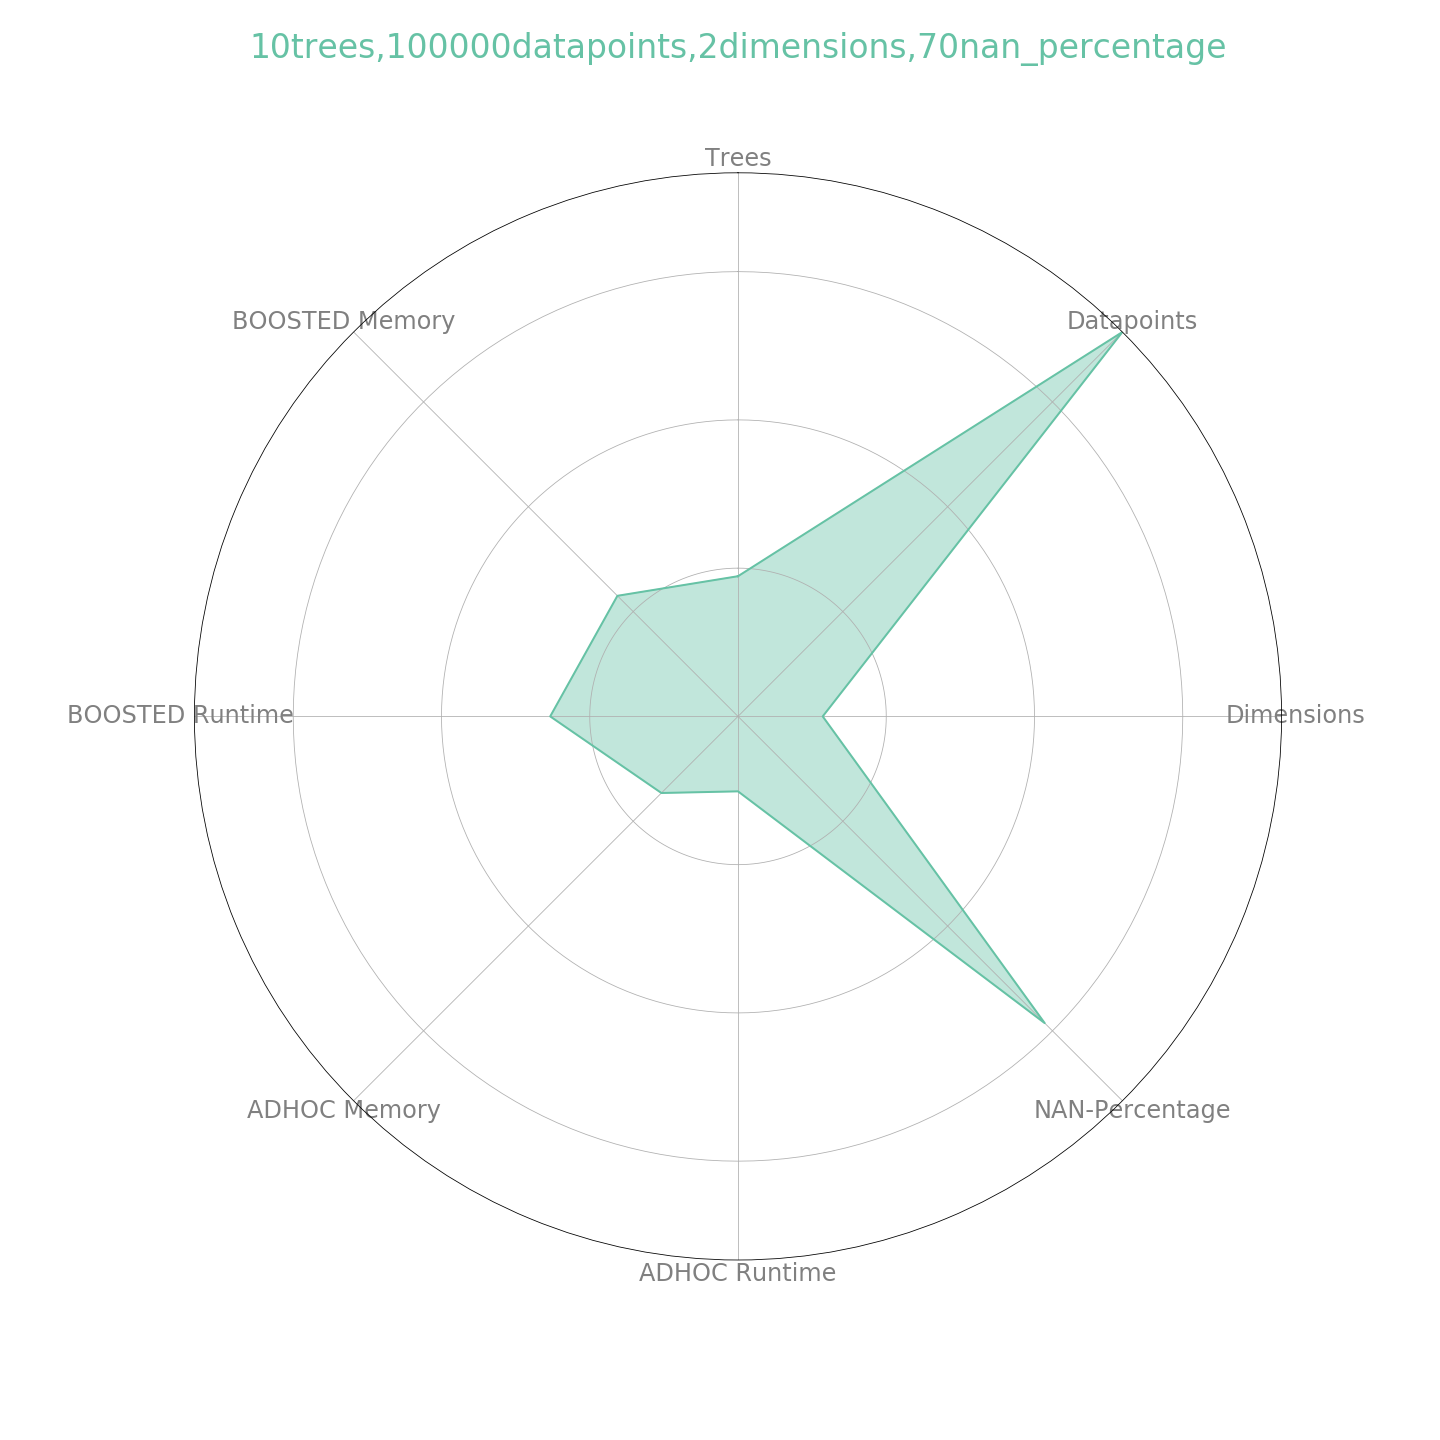 10trees,100000datapoints,2dimensions,70nan_percentage
Trees
BOOSTED Memory
Datapoints
BOOSTED Runtime
Dimensions
ADHOC Memory
NAN-Percentage
ADHOC Runtime